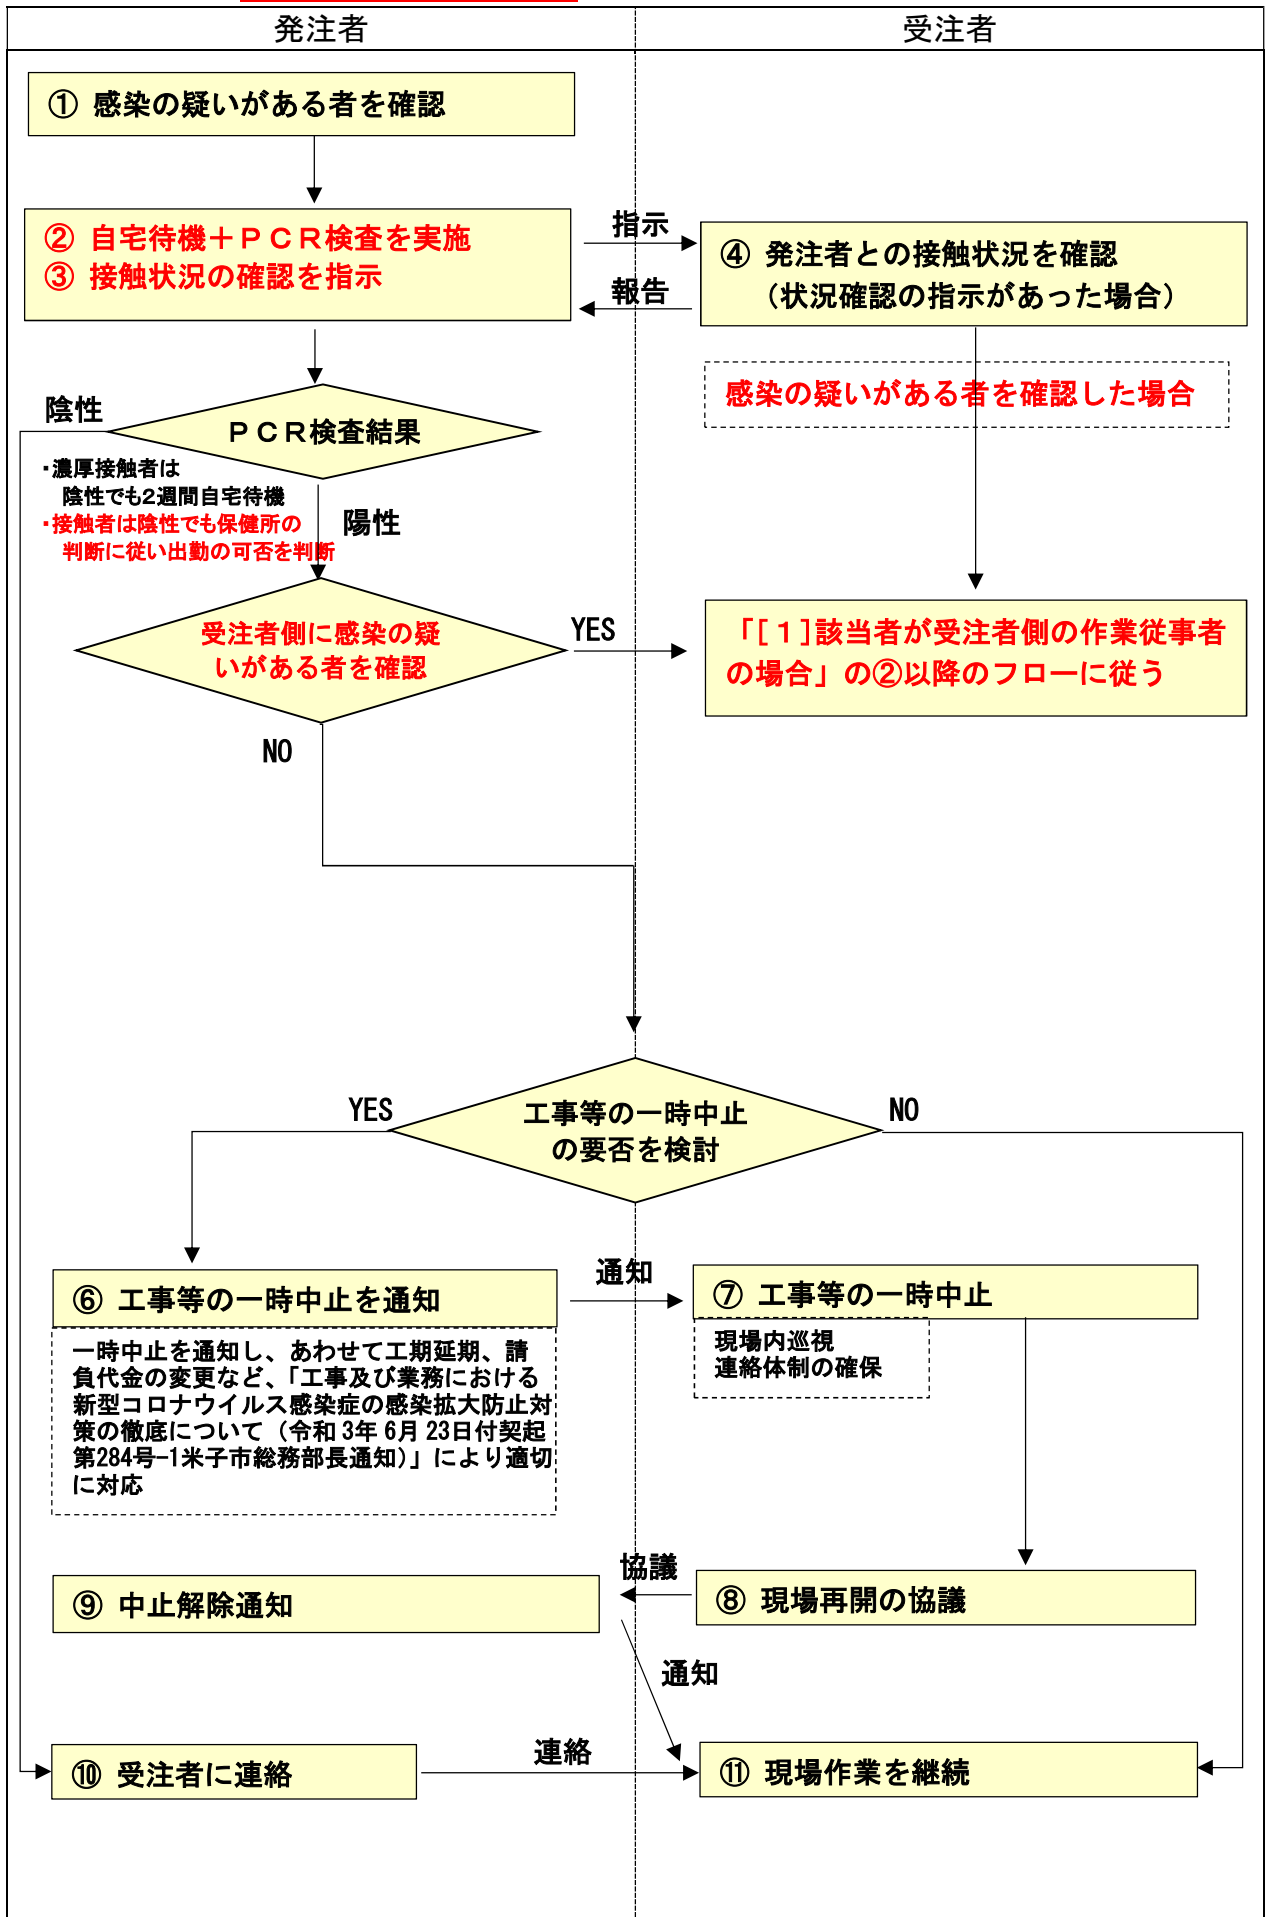 発注者
受注者
① 感染の疑いがある者を確認
② 自宅待機＋ＰＣＲ検査を実施
③ 接触状況の確認を指示
指示
報告
④ 発注者との接触状況を確認
（状況確認の指示があった場合）
感染の疑いがある者を確認した場合
陰性
ＰＣＲ検査結果
・濃厚接触者は
陰性でも2週間自宅待機
・接触者は陰性でも保健所の
判断に従い出勤の可否を判断
陽性
受注者側に感染の疑
いがある者を確認
YES
「[１]該当者が受注者側の作業従事者
の場合」の②以降のフローに従う
NO
YES
工事等の一時中止
の要否を検討
NO
⑥ 工事等の一時中止を通知
通知
⑦ 工事等の一時中止
一時中止を通知し、あわせて工期延期、請
負代金の変更など、「工事及び業務における
新型コロナウイルス感染症の感染拡大防止対
策の徹底について（令和３年６月23日付契起
第284号−1米子市総務部長通知）」により適切
に対応
現場内巡視
連絡体制の確保
協議
⑨ 中止解除通知
⑧ 現場再開の協議
通知
⑩ 受注者に連絡
連絡
⑪ 現場作業を継続